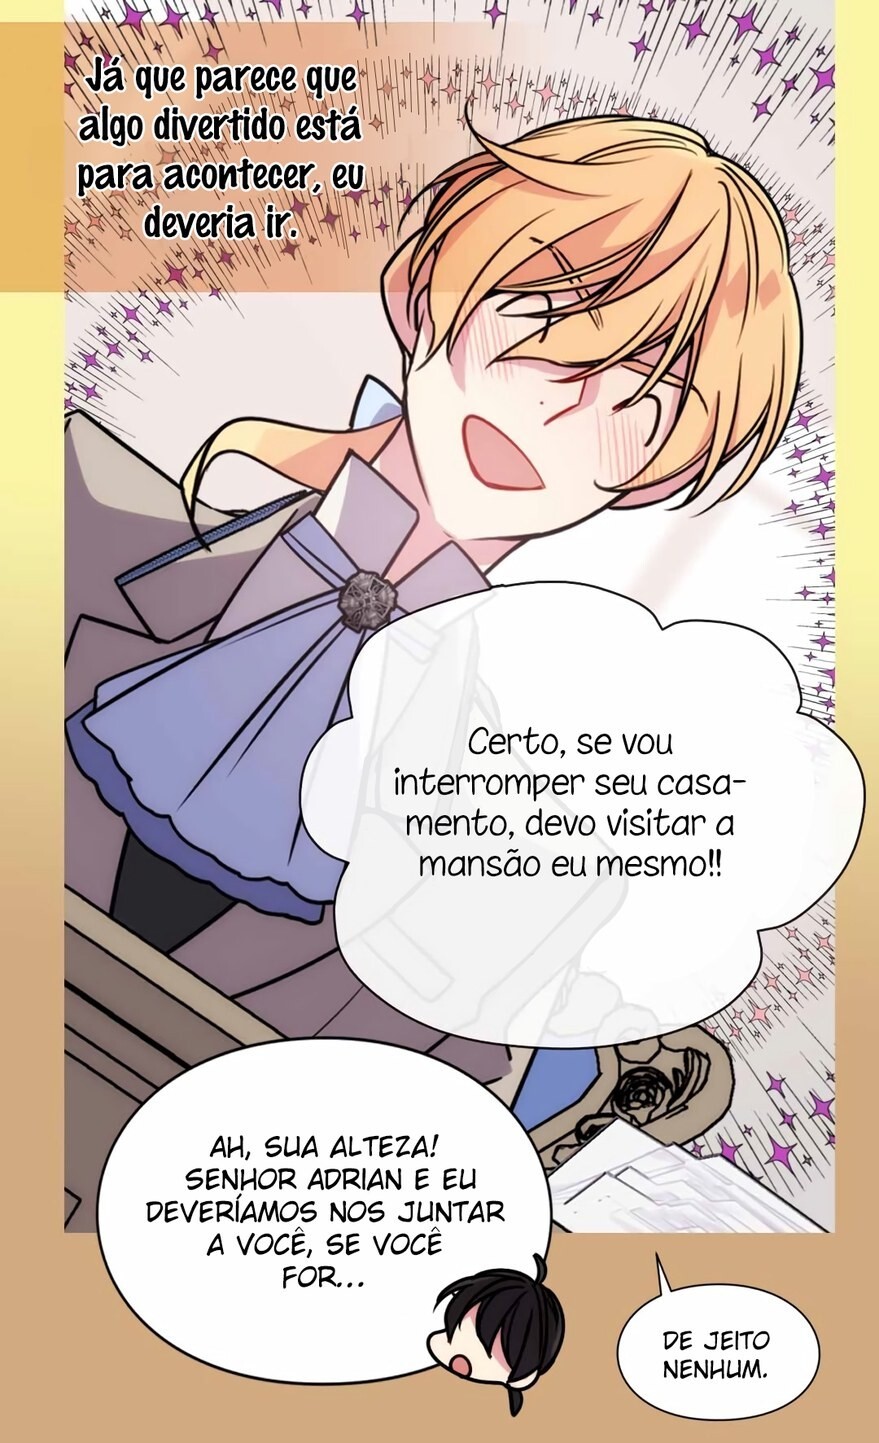 Já que parece que
algo divertido está
para acontecer, eu
deveria ir.
Certo, se vou
interromper seu casa-
mento, devo visitar a
mansão eu mesmo!!
AH, SUA ALTEZA!
SENHOR ADRIAN E EU
DEVERÍAMOS NOS JUNTAR
A VOCÊ, SE VOCÊ
FOR...
DE JEITO
NENHUM.